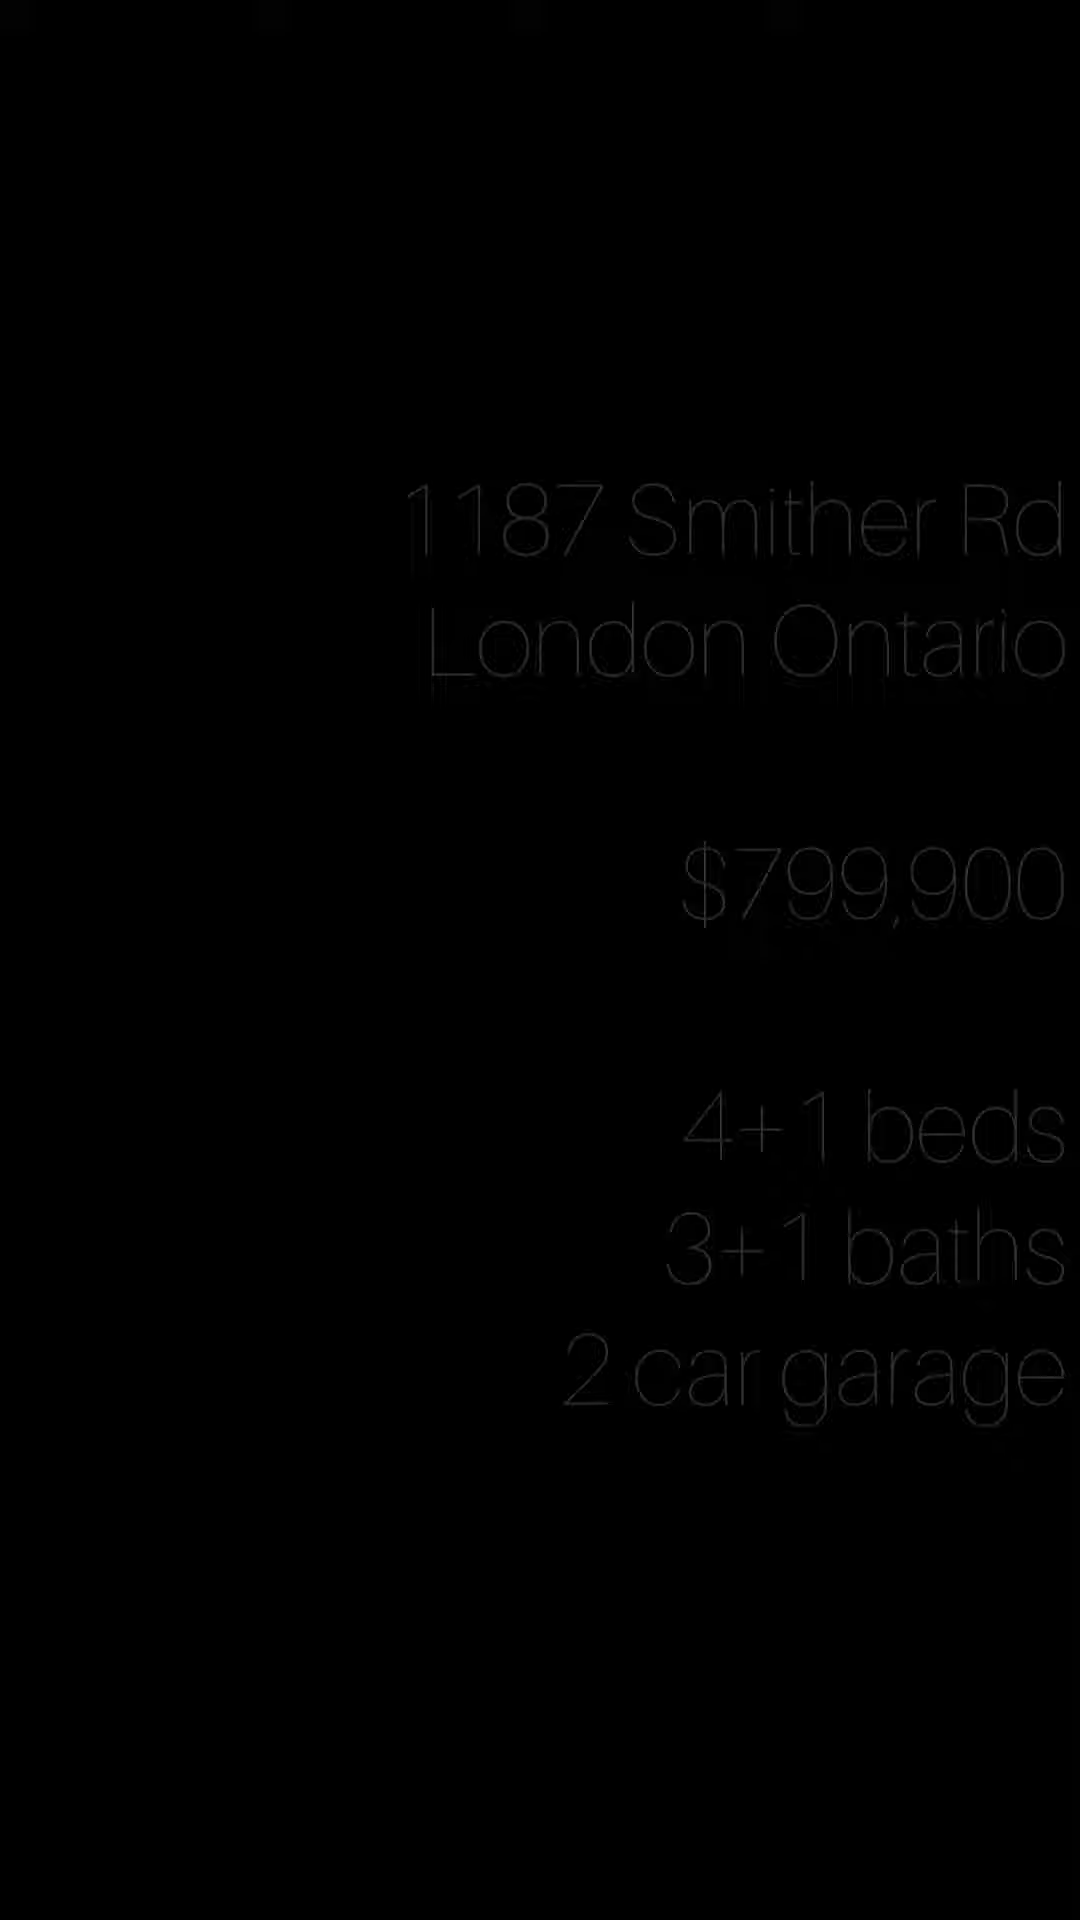 1187 Smither Rd
London Ontario
$799,900
4+1 beds
3+1 baths
2 car garage